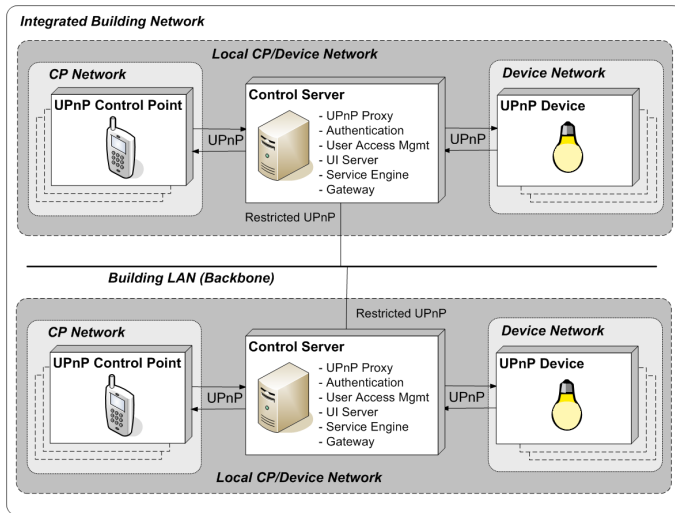 Integrated Building Network
Local CP/Device Network
CP Network
UPnP Control Point
UPnP
Control Server
- UPnP Proxy
- Authentication
- User Access Mgmt
- UI Server
- Service Engine
- Gateway
UPnP
Device Network
UPnP Device
Restricted UPnP
Building LAN (Backbone)
Restricted UPnP
CP Network
UPnP Control Point
UPnP
Control Server
- UPnP Proxy
- Authentication
- User Access Mgmt
- UI Server
- Service Engine
- Gateway
UPnP
Device Network
UPnP Device
Local CP/Device Network